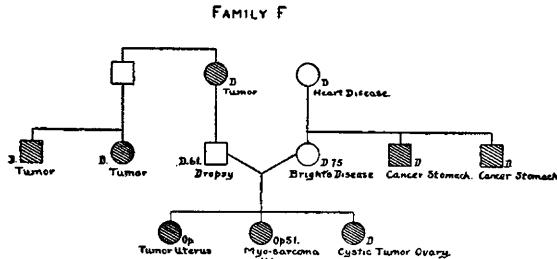 FAMILY F
D
Tumor
D
Heart Disease.
D.
Tumor
D.
Tumor
D.61.
Dropsy
D 75
Bright's Disease
D
Cancer Stomach.
D.
Cancer Stomach
Op
Tumor Uterus
Op 51.
Myo-sarcoma
D
Cystic Tumor Ovary.